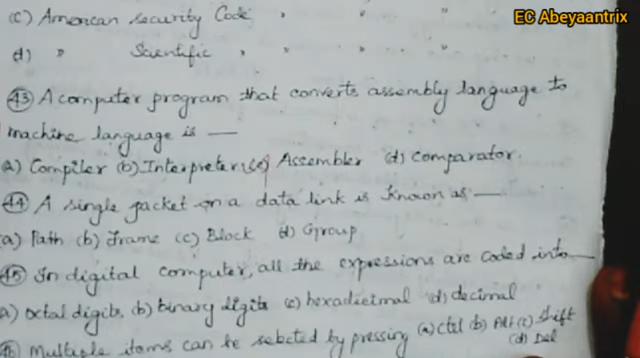 EC Abeyaantrix
(c) American security Code " " "
d) " Scientific " " " "
43) A computer program that converts assembly language to
machine language is —
(a) Compiler (b) Interpreter (c) Assembler (d) comparator.
44) A single packet on a data link is known as —
(a) Path (b) Frame (c) Block (d) Group
45) In digital computer, all the expressions are coded into —
a) octal digits (b) binary digits (c) hexadecimal (d) decimal
46) Multiple items can be selected by pressing (a) ctrl (b) Alt (c) Shift
(d) Del